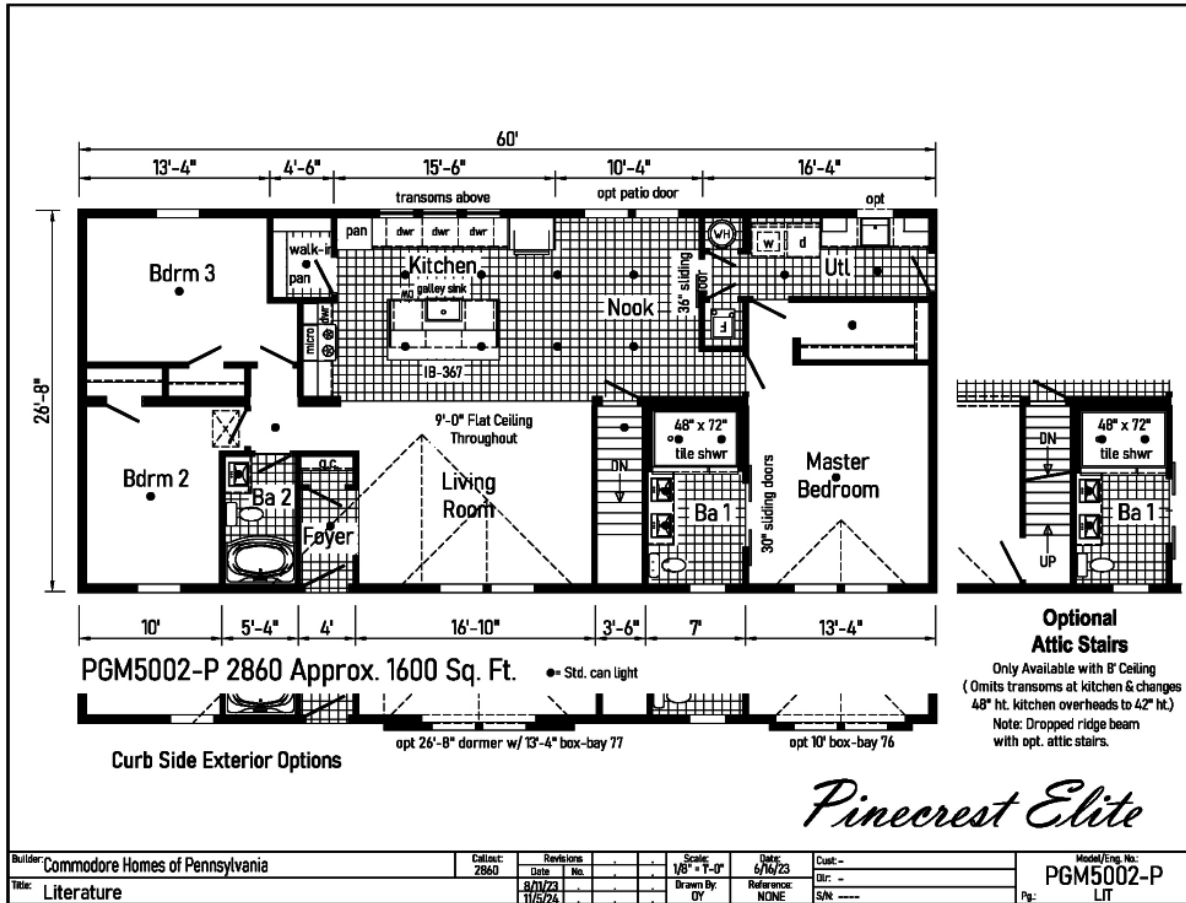 60'
13'-4" 4'-6" 15'-6" 10'-4" 16'-4"
transoms above
opt patio door
opt
26'-8"
pan
dwr dwr dwr
WH
w d
walk-in
pan
Bdrm 3
Kitchen
Utl
galley sink
DW
Nook
36" sliding
door
dwr
micro
F
IB-367
9'-0" Flat Ceiling
Throughout
48" x 72"
tile shwr
48" x 72"
tile shwr
x
DN
DN
Bdrm 2
Ba 2
Living
Room
Foyer
Ba 1
30" sliding doors
Master
Bedroom
Ba 1
UP
10' 5'-4" 4' 16'-10" 3'-6" 7' 13'-4"
Optional
Attic Stairs
Only Available with 8' Ceiling
( Omits transoms at kitchen & changes
48" ht. kitchen overheads to 42" ht.)
Note: Dropped ridge beam
with opt. attic stairs.
PGM5002-P 2860 Approx. 1600 Sq. Ft.
= Std. can light
opt 26'-8" dormer w/ 13'-4" box-bay 77
opt 10' box-bay 76
Curb Side Exterior Options
Pinecrest Elite
Builder: Commodore Homes of Pennsylvania
Title: Literature
Callout:
2860
Revisions
Date No.
8/11/23
11/5/24
Scale:
1/8" = 1'-0"
Drawn By:
OY
Date:
6/16/23
Reference:
NONE
Cust: -
Dlr: -
S/N: ----
Model/Eng. No.:
PGM5002-P
Pg.: LIT